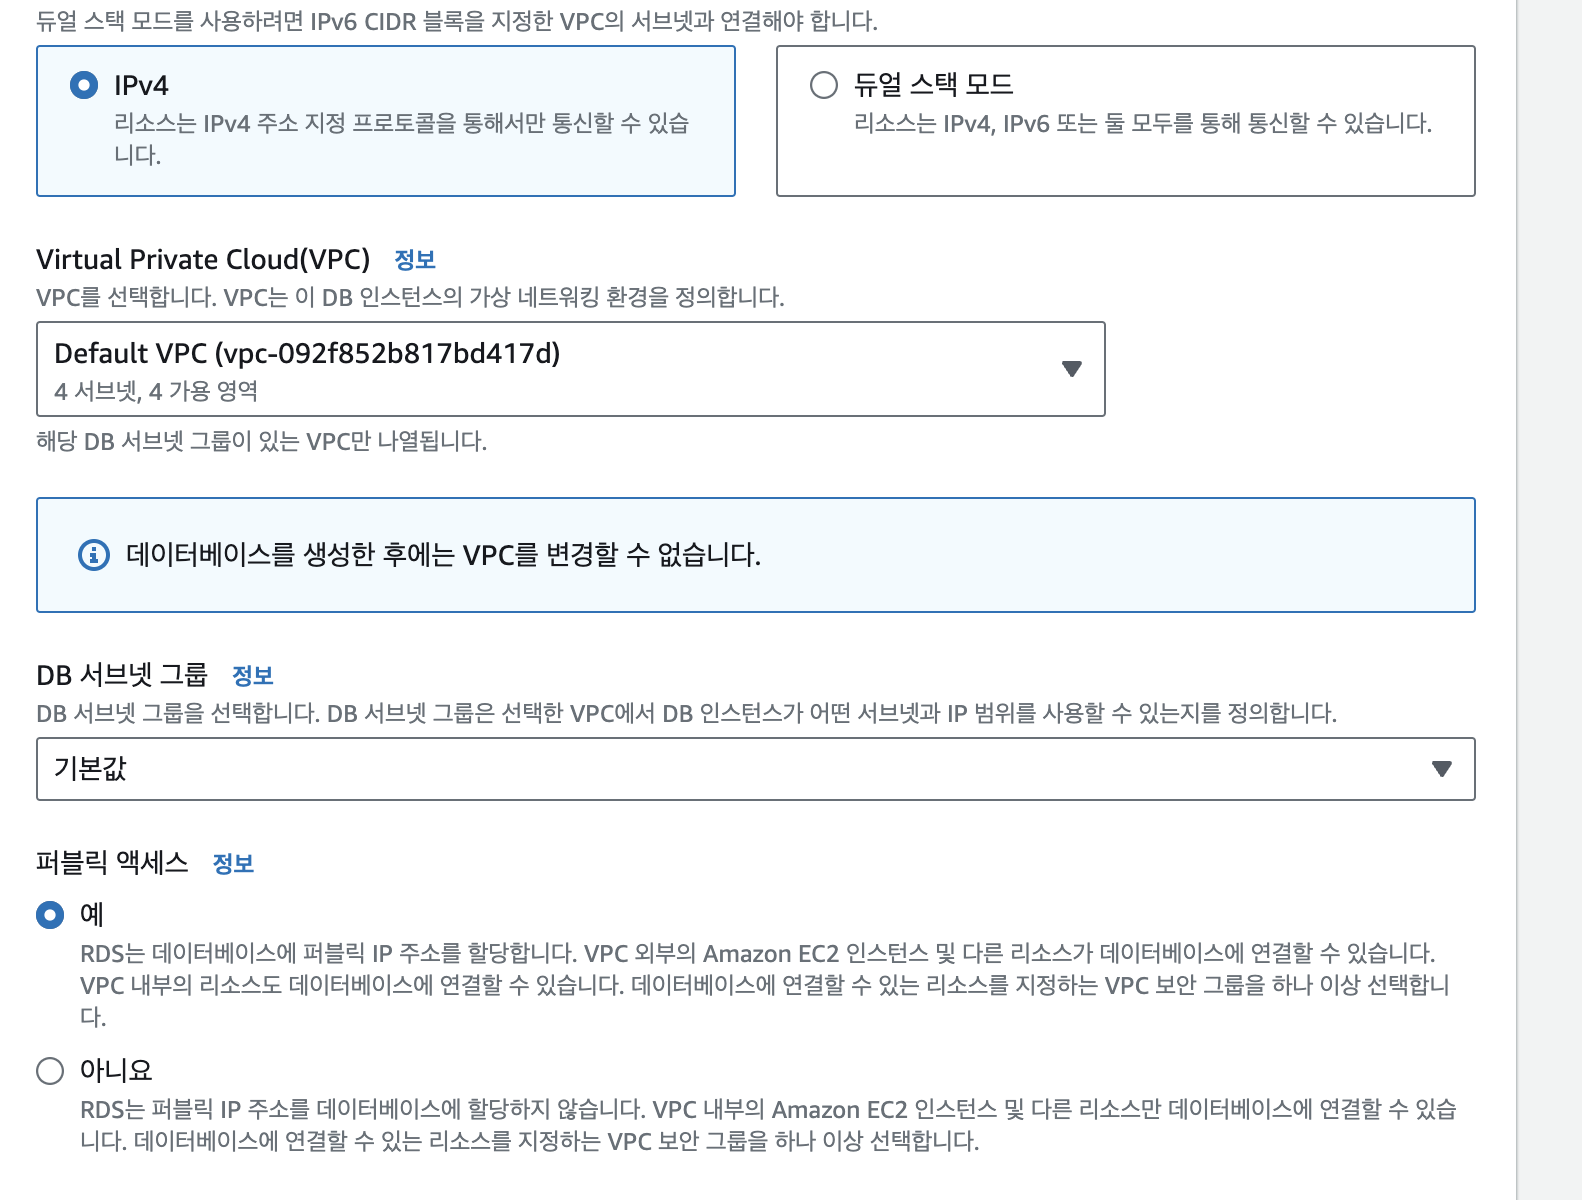 듀얼 스택 모드를 사용하려면 IPv6 CIDR 블록을 지정한 VPC의 서브넷과 연결해야 합니다.
IPv4
리소스는 IPv4 주소 지정 프로토콜을 통해서만 통신할 수 있습
니다.
듀얼 스택 모드
리소스는 IPv4, IPv6 또는 둘 모두를 통해 통신할 수 있습니다.
Virtual Private Cloud(VPC) 정보
VPC를 선택합니다. VPC는 이 DB 인스턴스의 가상 네트워킹 환경을 정의합니다.
Default VPC (vpc-092f852b817bd417d)
4 서브넷, 4 가용 영역
해당 DB 서브넷 그룹이 있는 VPC만 나열됩니다.
데이터베이스를 생성한 후에는 VPC를 변경할 수 없습니다.
DB 서브넷 그룹 정보
DB 서브넷 그룹을 선택합니다. DB 서브넷 그룹은 선택한 VPC에서 DB 인스턴스가 어떤 서브넷과 IP 범위를 사용할 수 있는지를 정의합니다.
기본값
퍼블릭 액세스 정보
예
RDS는 데이터베이스에 퍼블릭 IP 주소를 할당합니다. VPC 외부의 Amazon EC2 인스턴스 및 다른 리소스가 데이터베이스에 연결할 수 있습니다.
VPC 내부의 리소스도 데이터베이스에 연결할 수 있습니다. 데이터베이스에 연결할 수 있는 리소스를 지정하는 VPC 보안 그룹을 하나 이상 선택합니
다.
아니요
RDS는 퍼블릭 IP 주소를 데이터베이스에 할당하지 않습니다. VPC 내부의 Amazon EC2 인스턴스 및 다른 리소스만 데이터베이스에 연결할 수 있습
니다. 데이터베이스에 연결할 수 있는 리소스를 지정하는 VPC 보안 그룹을 하나 이상 선택합니다.